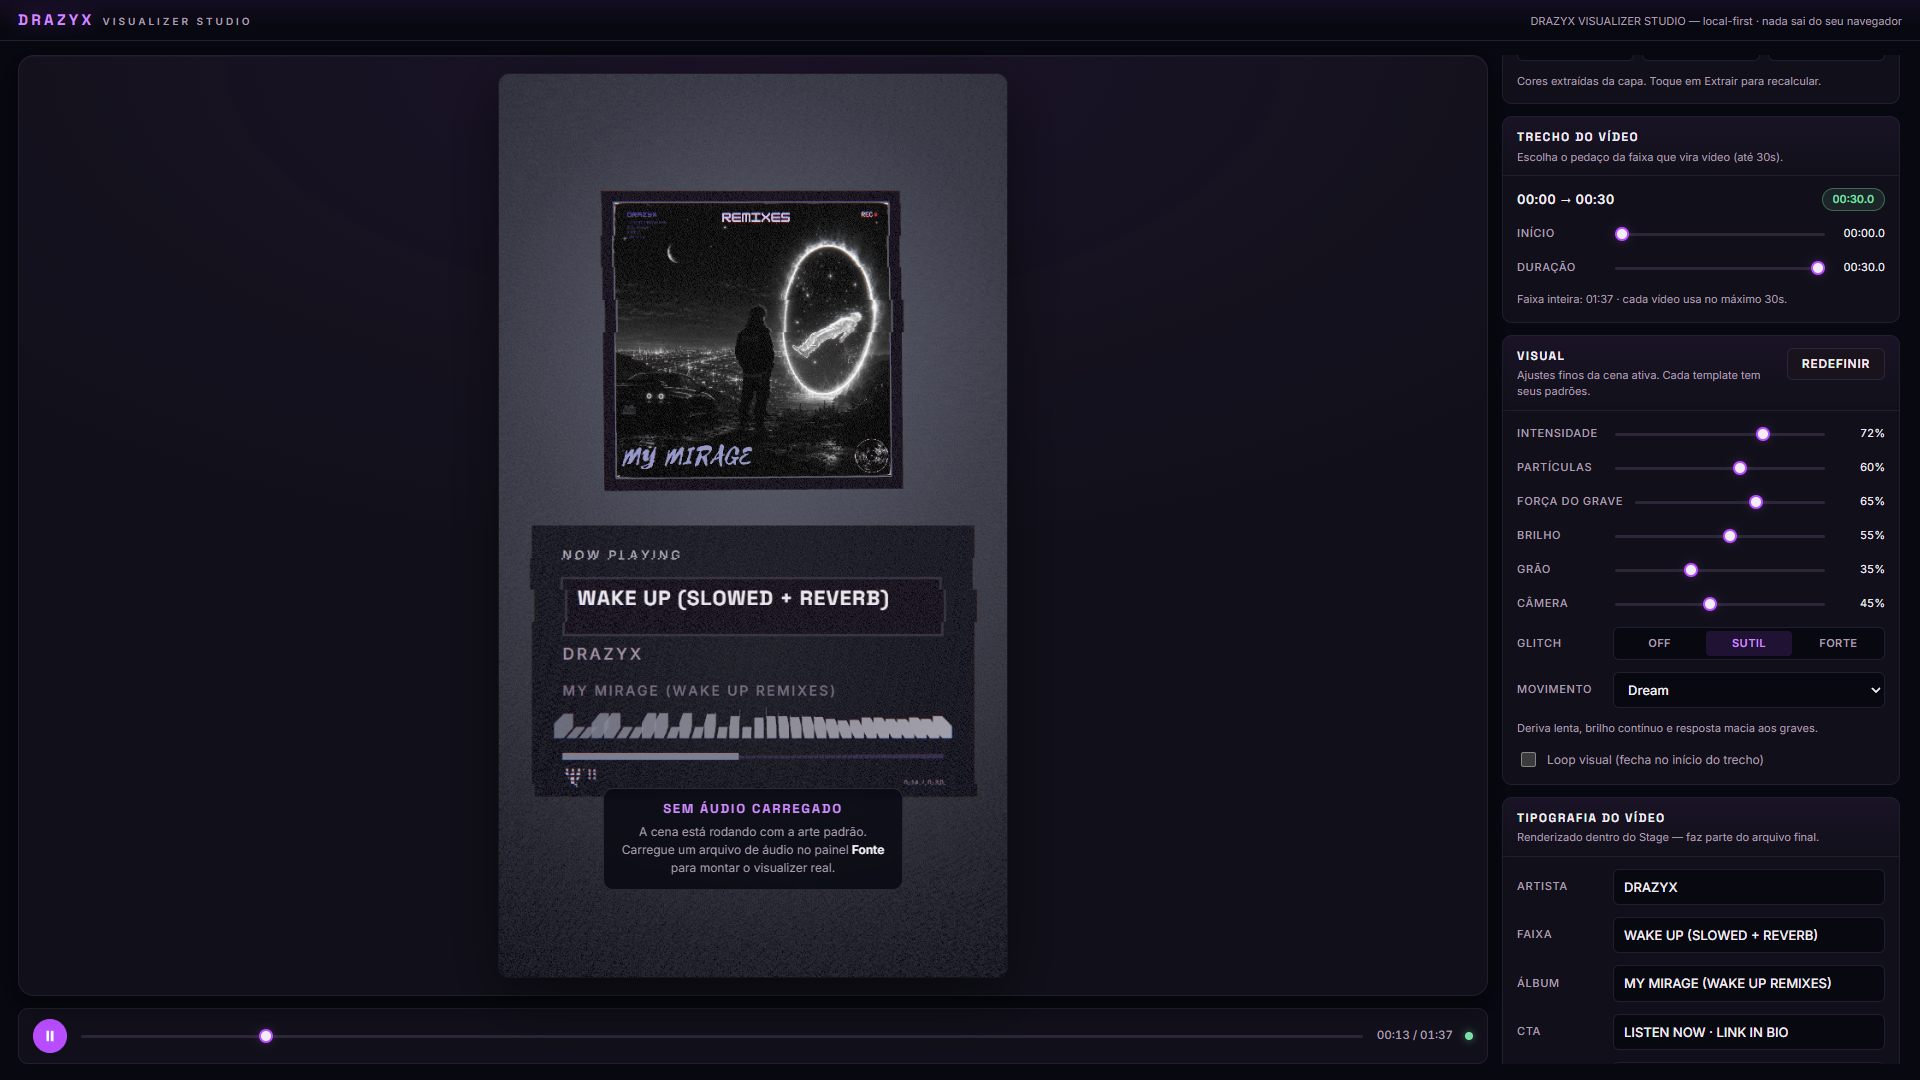 DRAZYX VISUALIZER STUDIO
DRAZYX VISUALIZER STUDIO — local-first · nada sai do seu navegador
DRAZYX
REMIXES
REC
MY MIRAGE
NOW PLAYING
WAKE UP (SLOWED + REVERB)
DRAZYX
MY MIRAGE (WAKE UP REMIXES)
SEM ÁUDIO CARREGADO
A cena está rodando com a arte padrão.
Carregue um arquivo de áudio no painel Fonte
para montar o visualizer real.
00:13 / 01:37
Cores extraídas da capa. Toque em Extrair para recalcular.
TRECHO DO VÍDEO
Escolha o pedaço da faixa que vira vídeo (até 30s).
00:00 → 00:30
00:30.0
INÍCIO
00:00.0
DURAÇÃO
00:30.0
Faixa inteira: 01:37 · cada vídeo usa no máximo 30s.
VISUAL
Ajustes finos da cena ativa. Cada template tem
seus padrões.
REDEFINIR
INTENSIDADE
72%
PARTÍCULAS
60%
FORÇA DO GRAVE
65%
BRILHO
55%
GRÃO
35%
CÂMERA
45%
GLITCH
OFF
SUTIL
FORTE
MOVIMENTO
Dream
Deriva lenta, brilho contínuo e resposta macia aos graves.
Loop visual (fecha no início do trecho)
TIPOGRAFIA DO VÍDEO
Renderizado dentro do Stage — faz parte do arquivo final.
ARTISTA
DRAZYX
FAIXA
WAKE UP (SLOWED + REVERB)
ÁLBUM
MY MIRAGE (WAKE UP REMIXES)
CTA
LISTEN NOW · LINK IN BIO